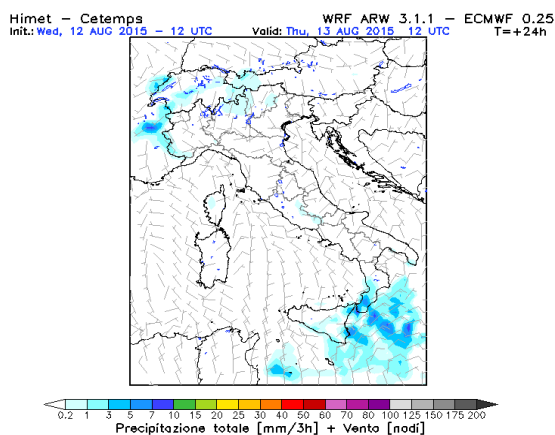 Himet – Cetemps WRF ARW 3.1.1 – ECMWF 0.25
Init.: Wed, 12 AUG 2015 – 12 UTC Valid: Thu, 13 AUG 2015 12 UTC T=+24h
0.2 1 3 5 7 10 15 20 25 30 40 50 60 70 80 90 100 125 150 175 200
Precipitazione totale [mm/3h] + Vento [nodi]